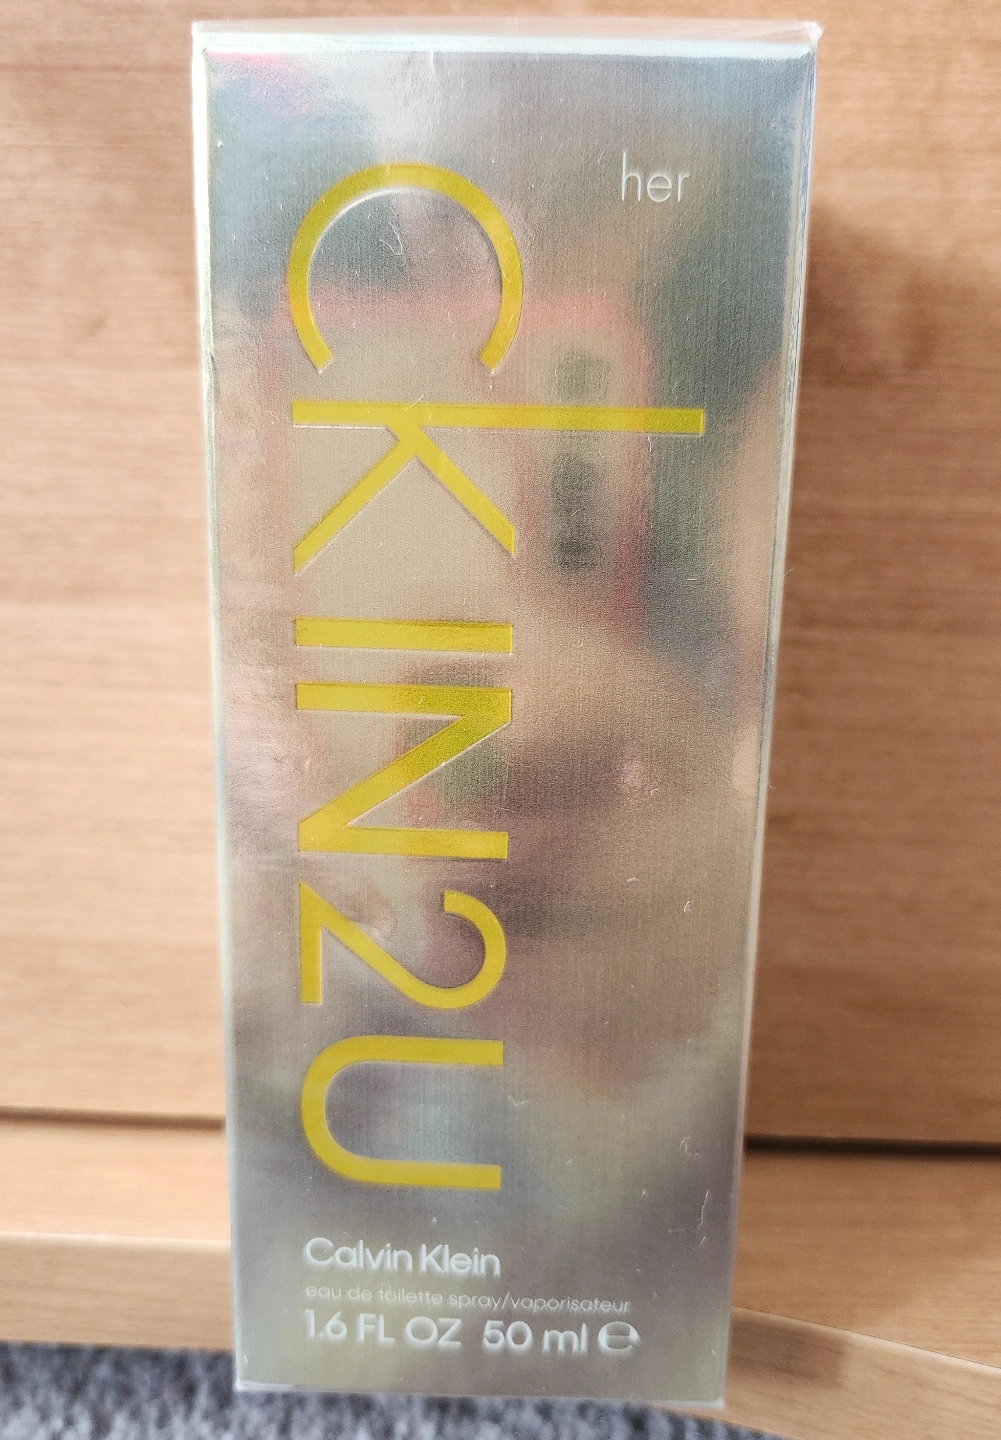 her
CKIN2U
Calvin Klein
eau de toilette spray/vaporisateur
1.6 FL OZ 50 ml ℮